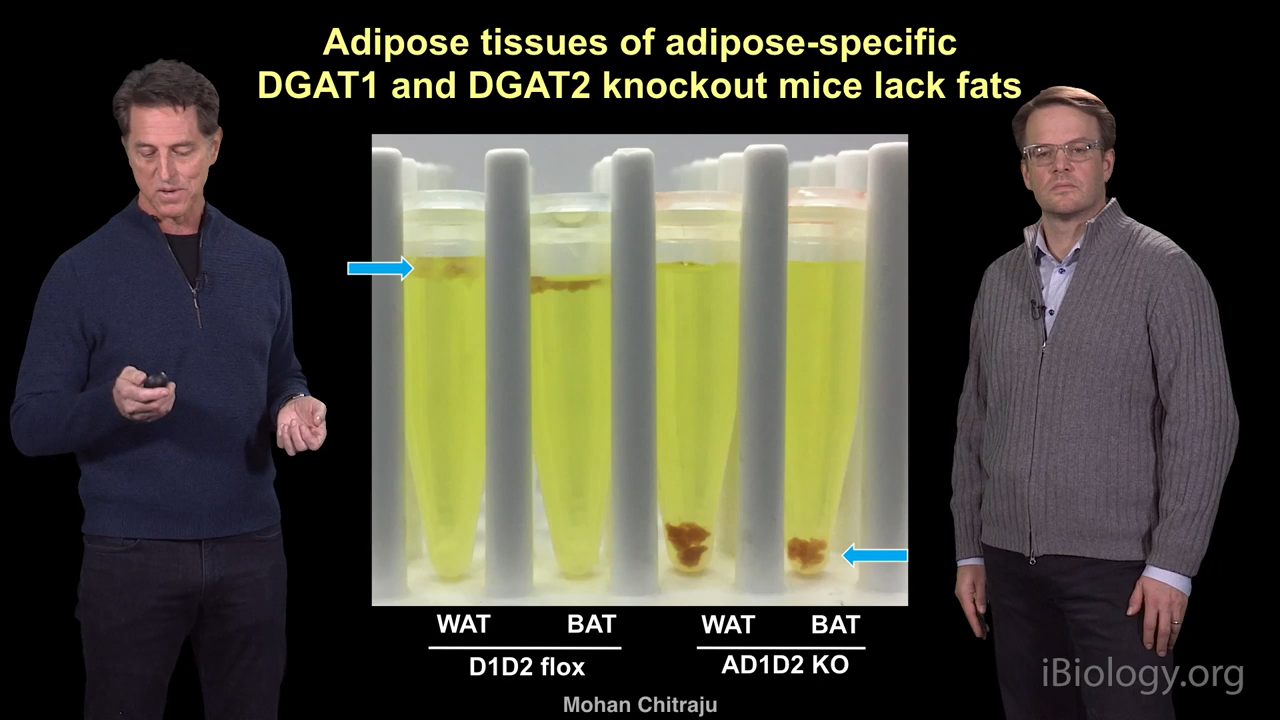 Adipose tissues of adipose-specific
DGAT1 and DGAT2 knockout mice lack fats
WAT BAT WAT BAT
D1D2 flox AD1D2 KO
Mohan Chitraju
iBiology.org